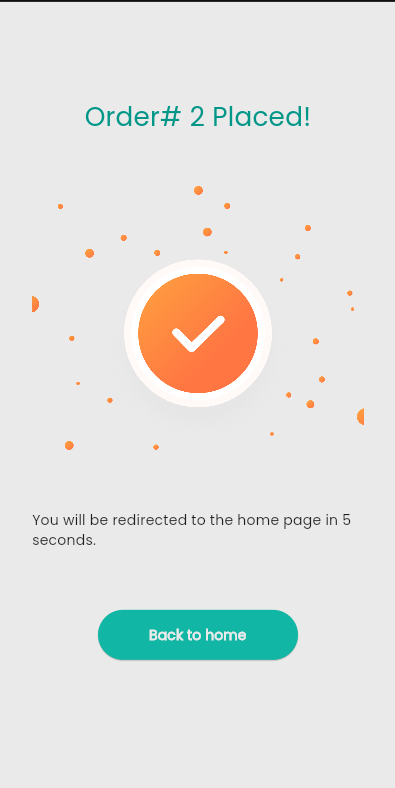 Order# 2 Placed!
You will be redirected to the home page in 5
seconds.
Back to home